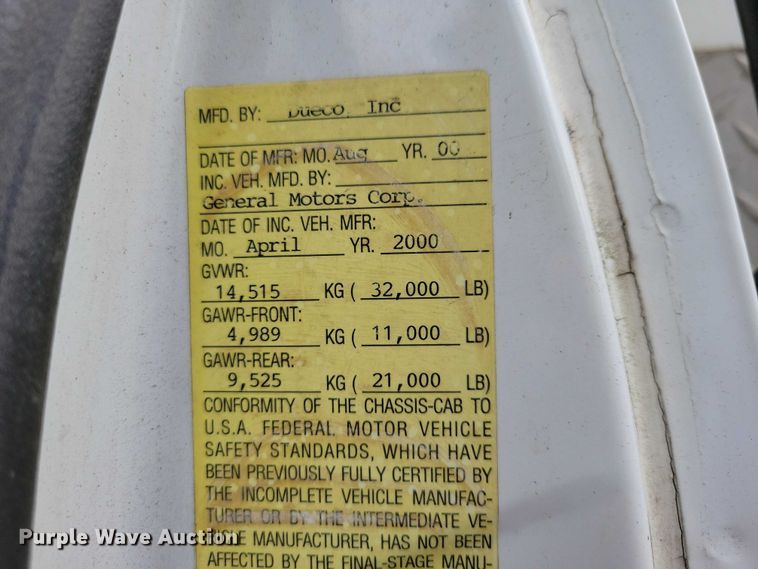 MFD. BY: Dueco, Inc
DATE OF MFR: MO. Aug YR. 00
INC. VEH. MFD. BY:
General Motors Corp.
DATE OF INC. VEH. MFR:
MO. April YR. 2000
GVWR:
14,515 KG ( 32,000 LB)
GAWR-FRONT:
4,989 KG ( 11,000 LB)
GAWR-REAR:
9,525 KG ( 21,000 LB)
CONFORMITY OF THE CHASSIS-CAB TO
U.S.A. FEDERAL MOTOR VEHICLE
SAFETY STANDARDS, WHICH HAVE
BEEN PREVIOUSLY FULLY CERTIFIED BY
THE INCOMPLETE VEHICLE MANUFAC-
TURER OR BY THE INTERMEDIATE VE-
HICLE MANUFACTURER, HAS NOT BEEN
AFFECTED BY THE FINAL-STAGE MANU-
Purple Wave Auction